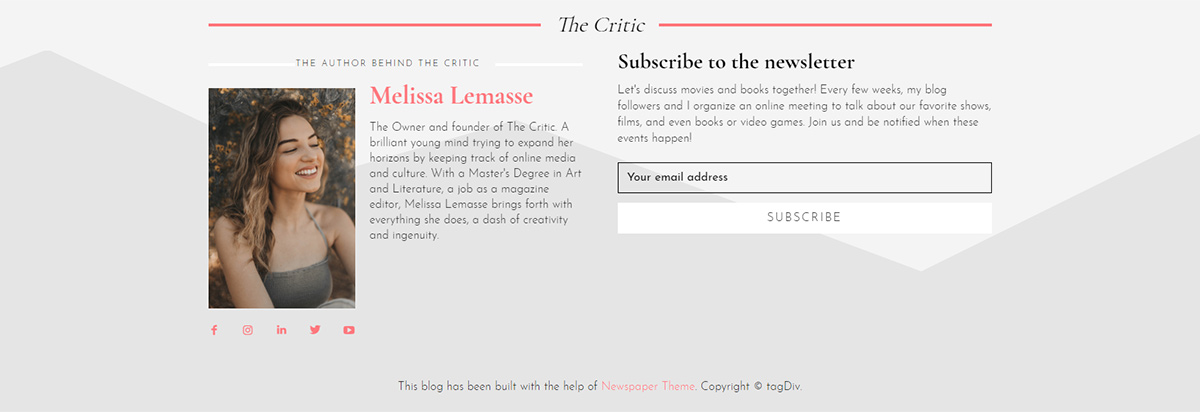 The Critic
THE AUTHOR BEHIND THE CRITIC
Melissa Lemasse
The Owner and founder of The Critic. A
brilliant young mind trying to expand her
horizons by keeping track of online media
and culture. With a Master's Degree in Art
and Literature, a job as a magazine
editor, Melissa Lemasse brings forth with
everything she does, a dash of creativity
and ingenuity.
Subscribe to the newsletter
Let's discuss movies and books together! Every few weeks, my blog
followers and I organize an online meeting to talk about our favorite shows,
films, and even books or video games. Join us and be notified when these
events happen!
Your email address
SUBSCRIBE
This blog has been built with the help of Newspaper Theme. Copyright © tagDiv.